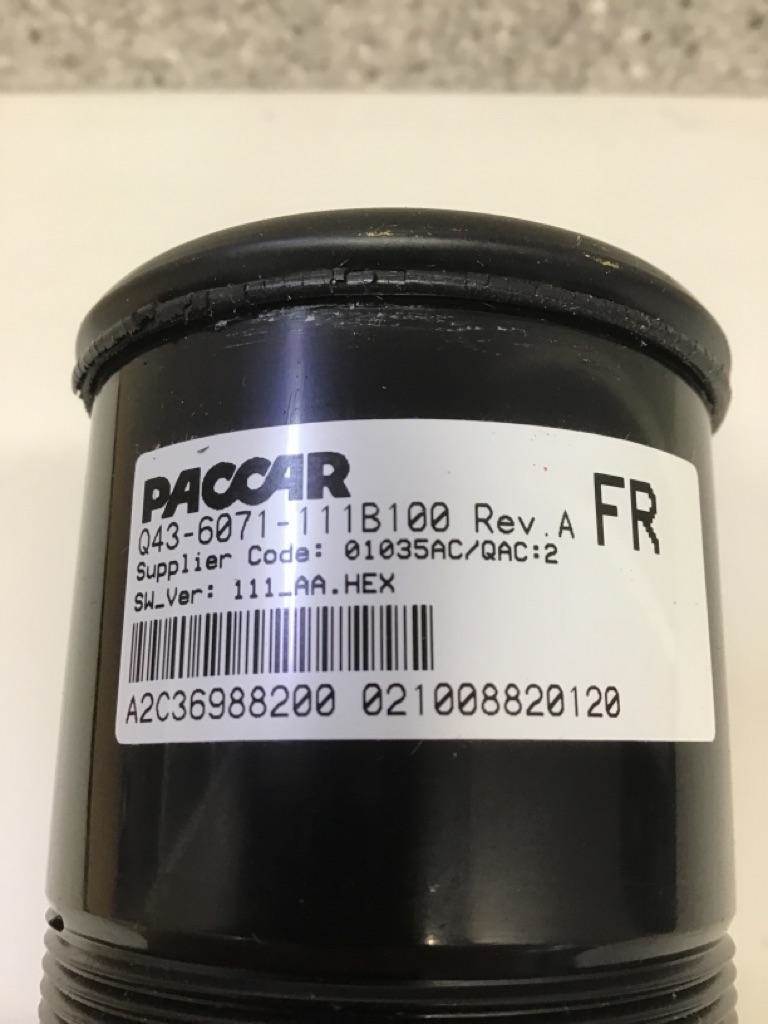 PACCAR
Q43-6071-111B100 Rev.A
FR
Supplier Code: 01035AC/QAC:2
SW_Ver: 111_AA.HEX
A2C36988200 021008820120